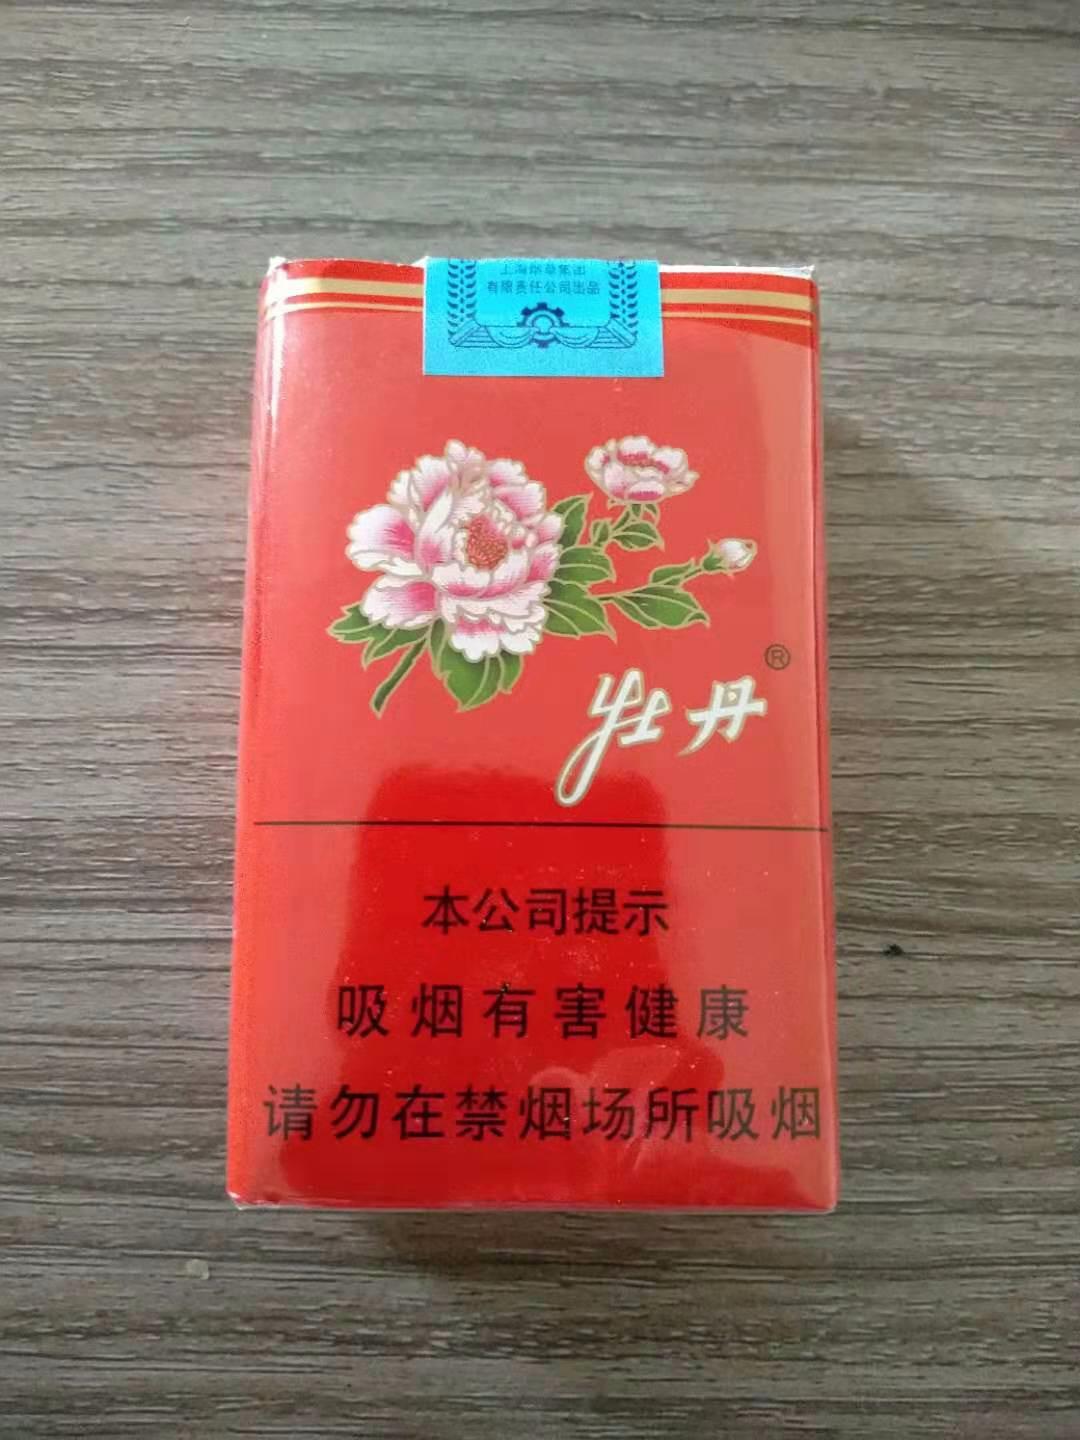 上海烟草集团
有限责任公司出品
牡丹®
本公司提示
吸烟有害健康
请勿在禁烟场所吸烟